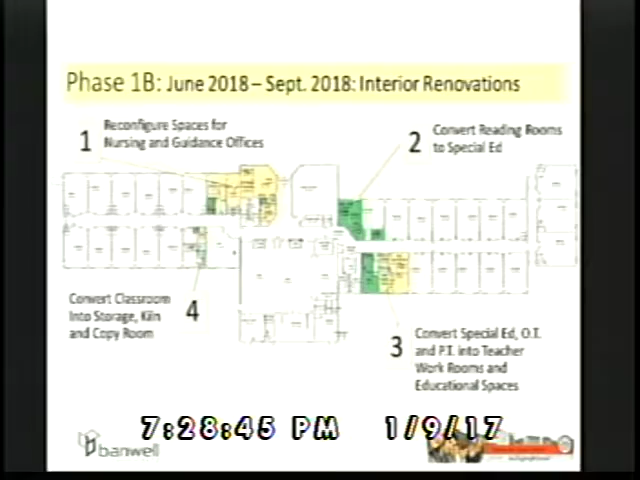 Phase 1B: June 2018 – Sept. 2018: Interior Renovations
1
Reconfigure Spaces for
Nursing and Guidance Offices
2
Convert Reading Rooms
to Special Ed
Convert Classroom
Into Storage, Kiln
and Copy Room
4
3
Convert Special Ed, O.T.
and P.T. into Teacher
Work Rooms and
Educational Spaces
7:28:45 PM 1/9/17
banwell